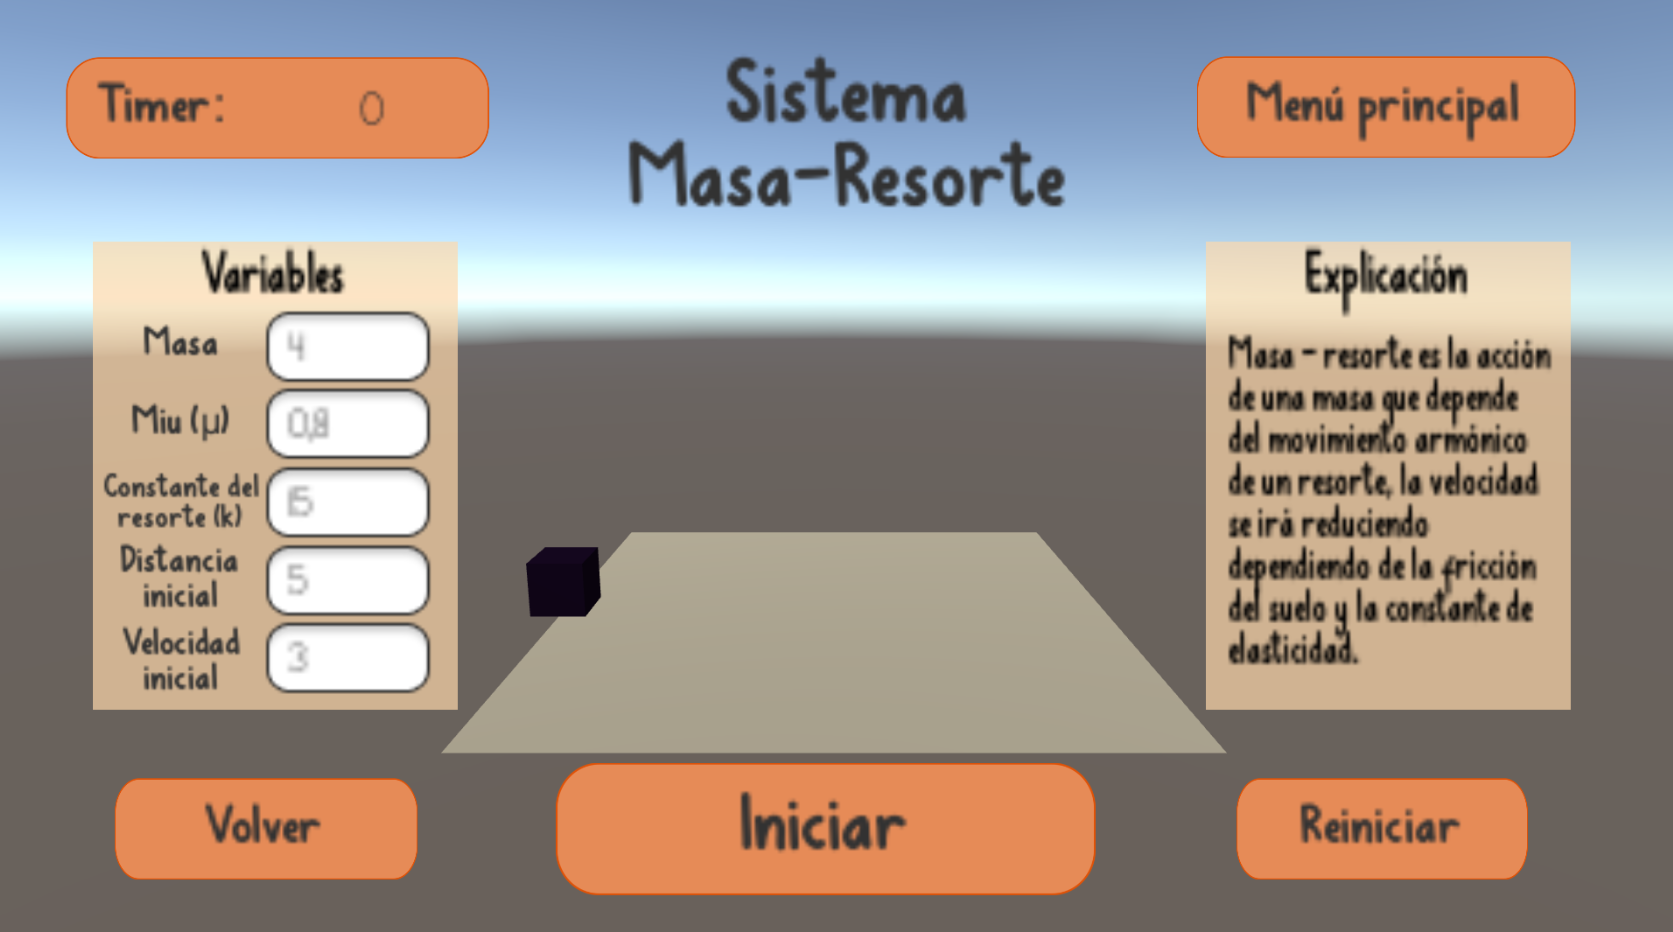 Timer: 0
Sistema
Masa-Resorte
Menú principal
Variables
Masa 4
Miu (µ) 0,8
Constante del
resorte (k) 15
Distancia
inicial 5
Velocidad
inicial 3
Explicación
Masa - resorte es la acción
de una masa que depende
del movimiento armónico
de un resorte, la velocidad
se irá reduciendo
dependiendo de la fricción
del suelo y la constante de
elasticidad.
Volver
Iniciar
Reiniciar